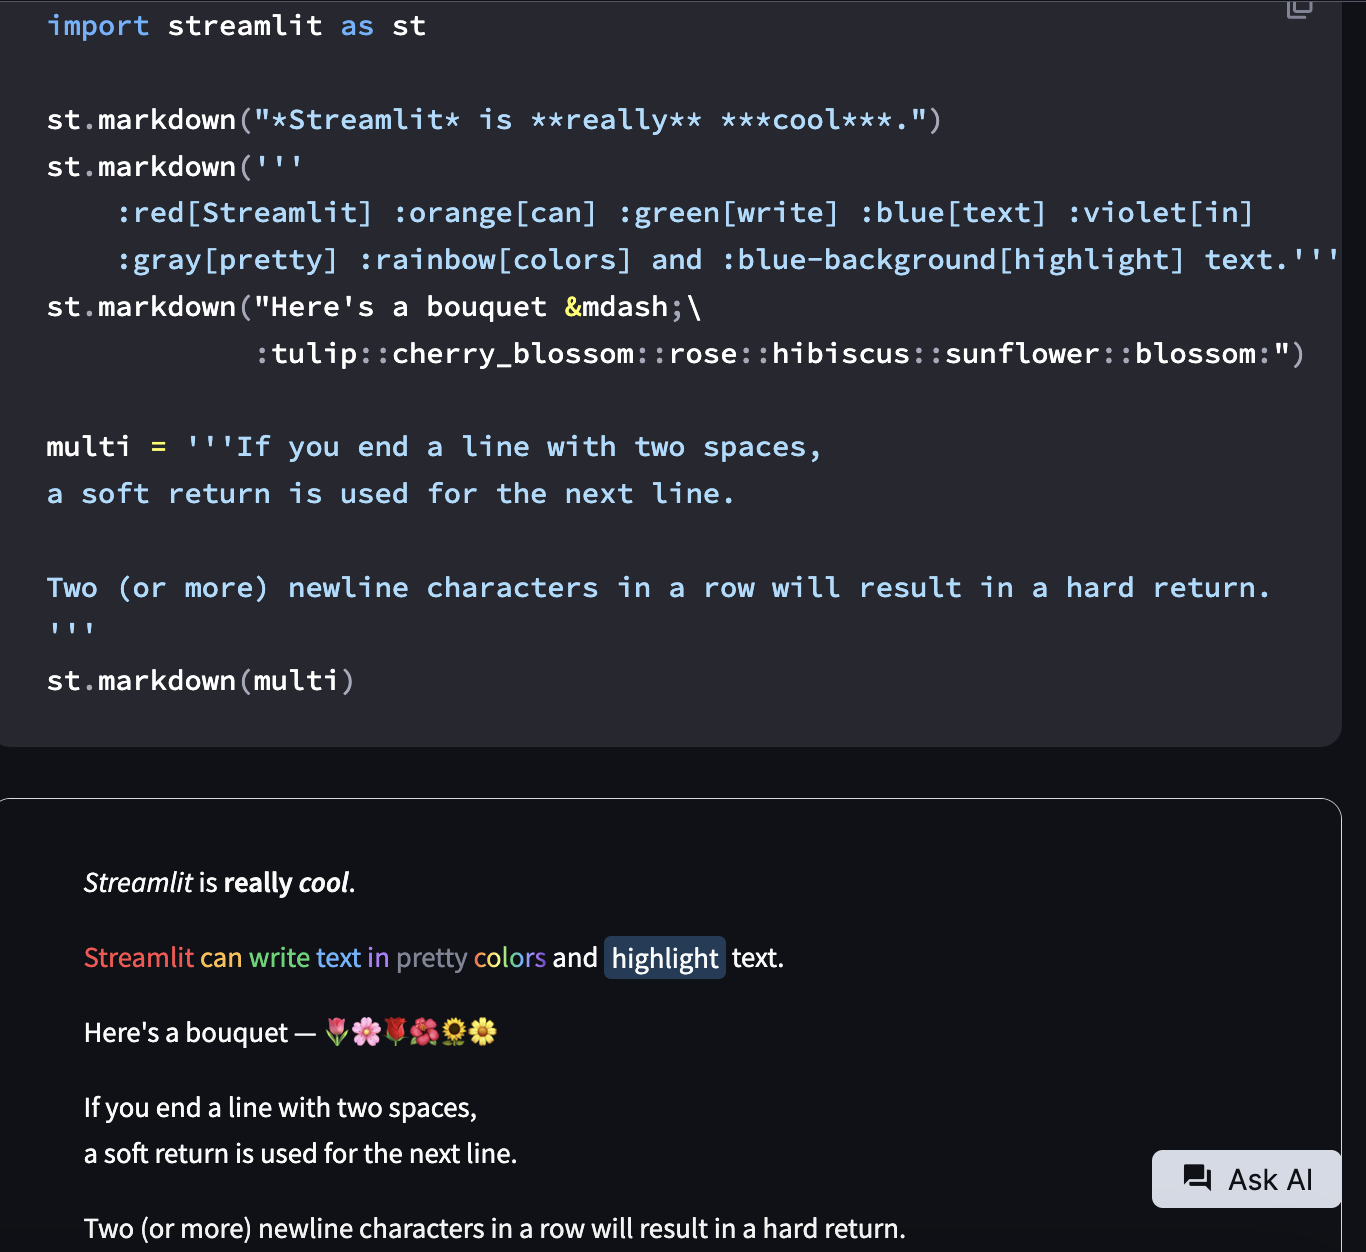 import streamlit as st
st.markdown("*Streamlit* is **really** ***cool***.")
st.markdown('''
    :red[Streamlit] :orange[can] :green[write] :blue[text] :violet[in]
    :gray[pretty] :rainbow[colors] and :blue-background[highlight] text.'''
st.markdown("Here's a bouquet &mdash;\
            :tulip::cherry_blossom::rose::hibiscus::sunflower::blossom:")
multi = '''If you end a line with two spaces,
a soft return is used for the next line.
Two (or more) newline characters in a row will result in a hard return.
'''
st.markdown(multi)
Streamlit is really cool.
Streamlit can write text in pretty colors and highlight text.
Here's a bouquet — 🌷🌸🌹🌺🌻🌼
If you end a line with two spaces,
a soft return is used for the next line.
Ask AI
Two (or more) newline characters in a row will result in a hard return.